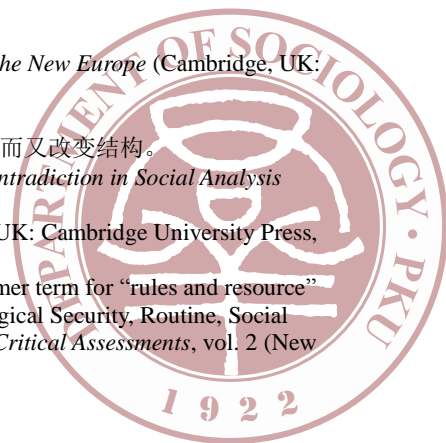 he New Europe (Cambridge, UK:
而又改变结构。
ntradiction in Social Analysis
UK: Cambridge University Press,
mer term for “rules and resource”
gical Security, Routine, Social
Critical Assessments, vol. 2 (New
DEPARTMENT OF SOCIOLOGY · PKU
1922